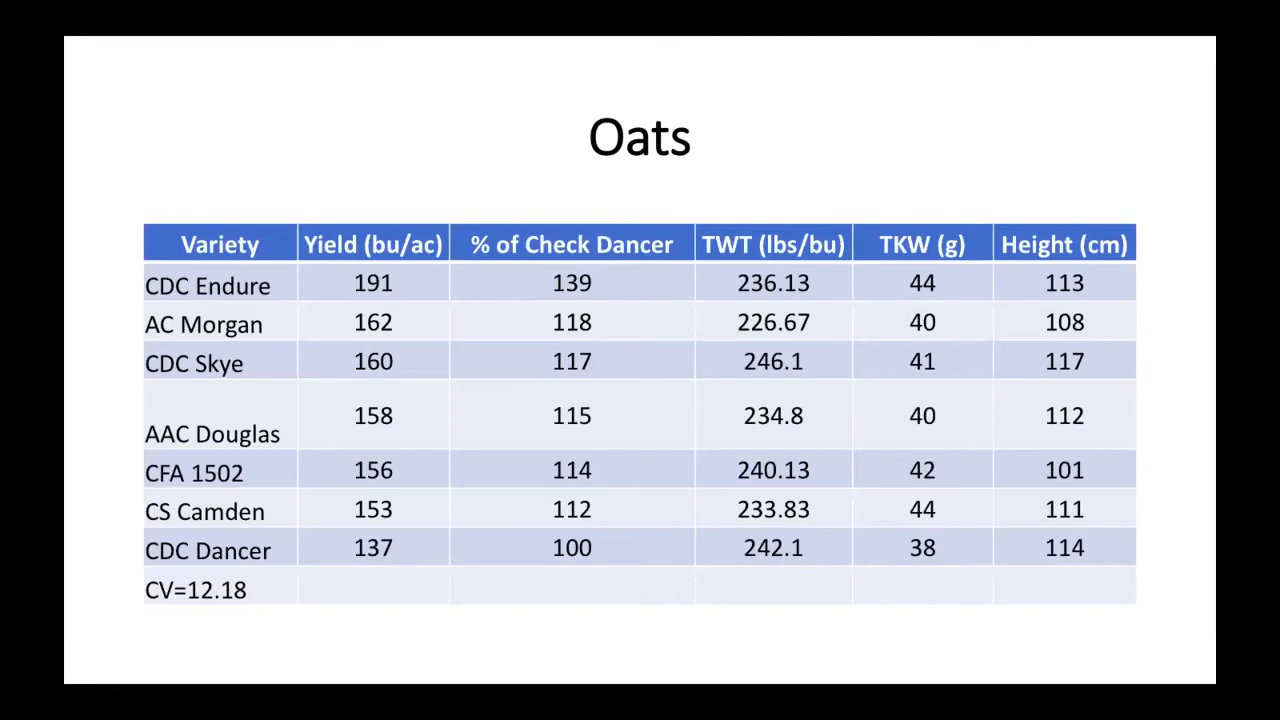 Oats
Variety Yield (bu/ac) % of Check Dancer TWT (lbs/bu) TKW (g) Height (cm)
CDC Endure 191 139 236.13 44 113
AC Morgan 162 118 226.67 40 108
CDC Skye 160 117 246.1 41 117
AAC Douglas 158 115 234.8 40 112
CFA 1502 156 114 240.13 42 101
CS Camden 153 112 233.83 44 111
CDC Dancer 137 100 242.1 38 114
CV=12.18